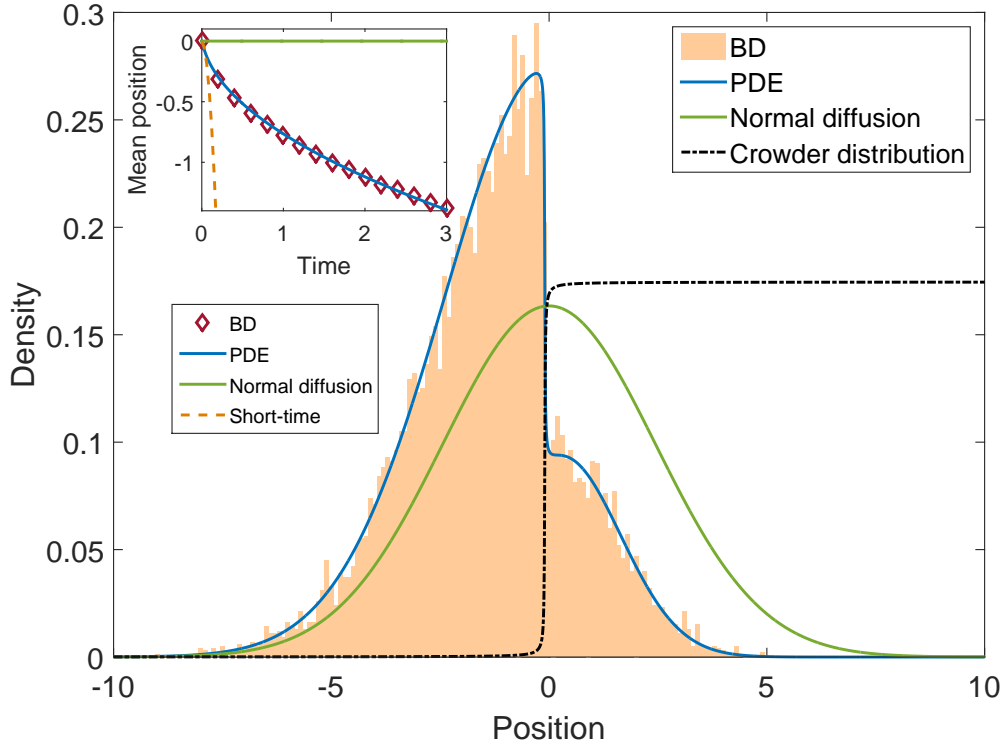 0.3
0.25
0.2
0.15
0.1
0.05
0
Density
-10
-5
0
5
10
Position
BD
PDE
Normal diffusion
Crowder distribution
0
-0.5
-1
Mean position
0
1
2
3
Time
BD
PDE
Normal diffusion
Short-time